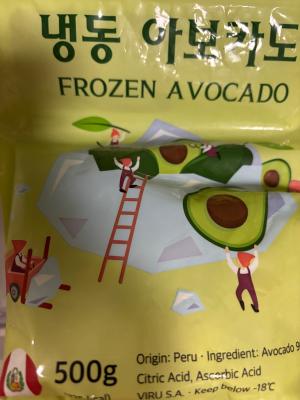 냉동 아보카도
FROZEN AVOCADO
500g
Origin: Peru · Ingredient: Avocado 9
Citric Acid, Ascorbic Acid
VIRU S.A. · Keep below -18℃